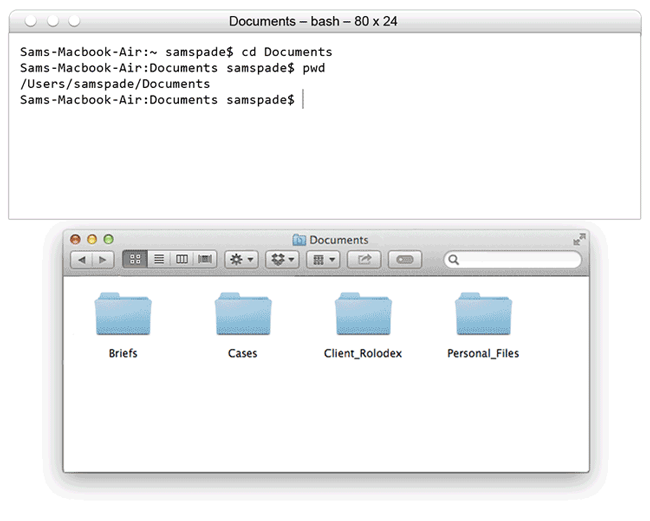 Documents – bash – 80 x 24
Sams-Macbook-Air:~ samspade$ cd Documents
Sams-Macbook-Air:Documents samspade$ pwd
/Users/samspade/Documents
Sams-Macbook-Air:Documents samspade$
Documents
Briefs Cases Client_Rolodex Personal_Files